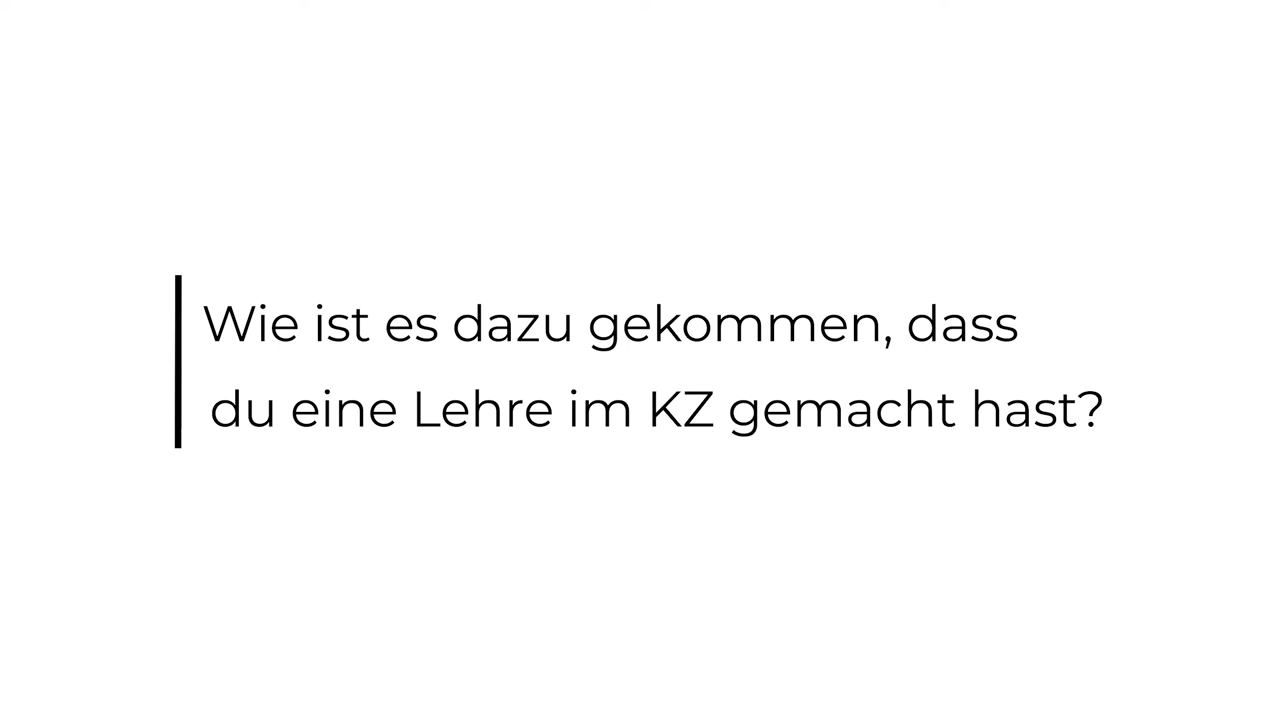 Wie ist es dazu gekommen, dass
du eine Lehre im KZ gemacht hast?